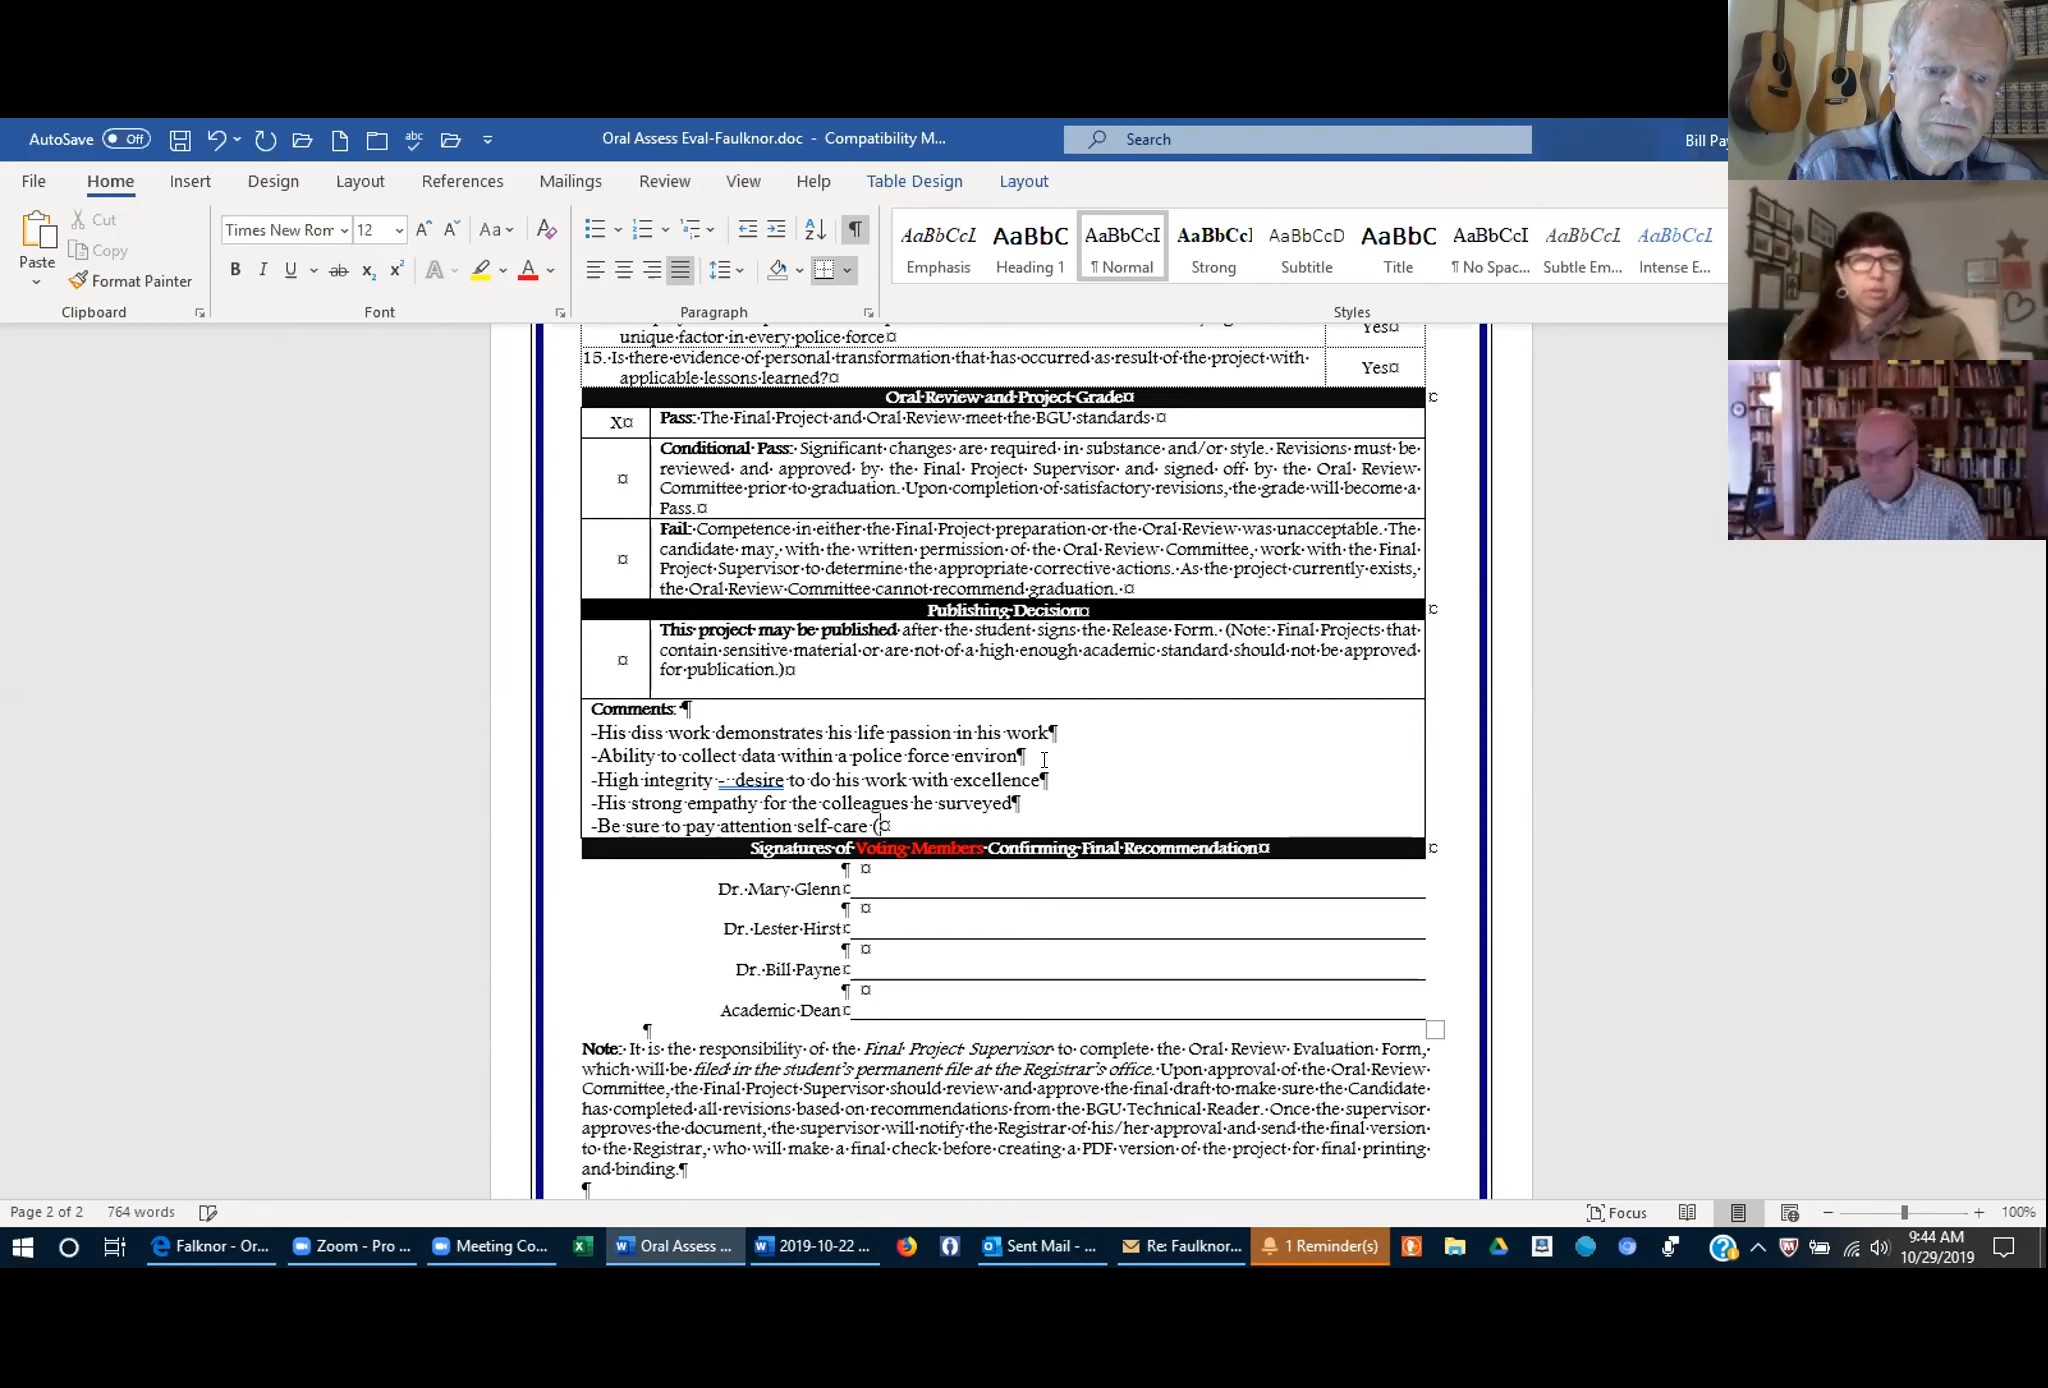 AutoSave Off Oral Assess Eval-Faulknor.doc - Compatibility M... Search Bill Pay
File Home Insert Design Layout References Mailings Review View Help Table Design Layout
Paste Cut Copy Format Painter
Times New Ror 12
AaBbCcI AaBbC AaBbCcI AaBbCcI AaBbCcD AaBbC AaBbCcI AaBbCcI AaBbCcI
Emphasis Heading 1 ¶ Normal Strong Subtitle Title ¶ No Spac... Subtle Em... Intense E...
Clipboard Font Paragraph Styles
unique factor in every police force¤ Yes¤
15. Is there evidence of personal transformation that has occurred as result of the project with
applicable lessons learned?¤ Yes¤
Oral Review and Project Grade¤
X¤ Pass: The Final Project and Oral Review meet the BGU standards ¤
Conditional Pass: Significant changes are required in substance and/or style. Revisions must be
reviewed and approved by the Final Project Supervisor and signed off by the Oral Review
Committee prior to graduation. Upon completion of satisfactory revisions, the grade will become a
Pass.¤
Fail: Competence in either the Final Project preparation or the Oral Review was unacceptable. The
candidate may, with the written permission of the Oral Review Committee, work with the Final
Project Supervisor to determine the appropriate corrective actions. As the project currently exists,
the Oral Review Committee cannot recommend graduation. ¤
Publishing Decision¤
This project may be published after the student signs the Release Form. (Note: Final Projects that
contain sensitive material or are not of a high enough academic standard should not be approved
for publication.)¤
Comments: ¶
-His diss work demonstrates his life passion in his work¶
-Ability to collect data within a police force environ¶
-High integrity - desire to do his work with excellence¶
-His strong empathy for the colleagues he surveyed¶
-Be sure to pay attention self-care (¤
Signatures of Voting Members Confirming Final Recommendation¤
Dr. Mary Glenn¤
Dr. Lester Hirst¤
Dr. Bill Payne¤
Academic Dean¤
Note: It is the responsibility of the Final Project Supervisor to complete the Oral Review Evaluation Form,
which will be filed in the student's permanent file at the Registrar's office. Upon approval of the Oral Review
Committee, the Final Project Supervisor should review and approve the final draft to make sure the Candidate
has completed all revisions based on recommendations from the BGU Technical Reader. Once the supervisor
approves the document, the supervisor will notify the Registrar of his/her approval and send the final version
to the Registrar, who will make a final check before creating a PDF version of the project for final printing
and binding.¶
Page 2 of 2 764 words Focus 100%
Falknor - Or... Zoom - Pro ... Meeting Co... Oral Assess ... 2019-10-22 ... Sent Mail - ... Re: Faulknor... 1 Reminder(s) 9:44 AM
10/29/2019